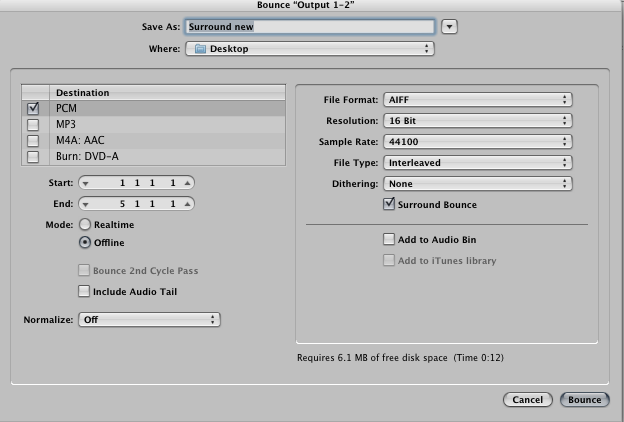 Bounce "Output 1-2"
Save As: Surround new
Where: Desktop
Destination
PCM
MP3
M4A: AAC
Burn: DVD-A
Start: 1 1 1 1
End: 5 1 1 1
Mode: Realtime
Offline
Bounce 2nd Cycle Pass
Include Audio Tail
Normalize: Off
File Format: AIFF
Resolution: 16 Bit
Sample Rate: 44100
File Type: Interleaved
Dithering: None
Surround Bounce
Add to Audio Bin
Add to iTunes library
Requires 6.1 MB of free disk space (Time 0:12)
Cancel
Bounce